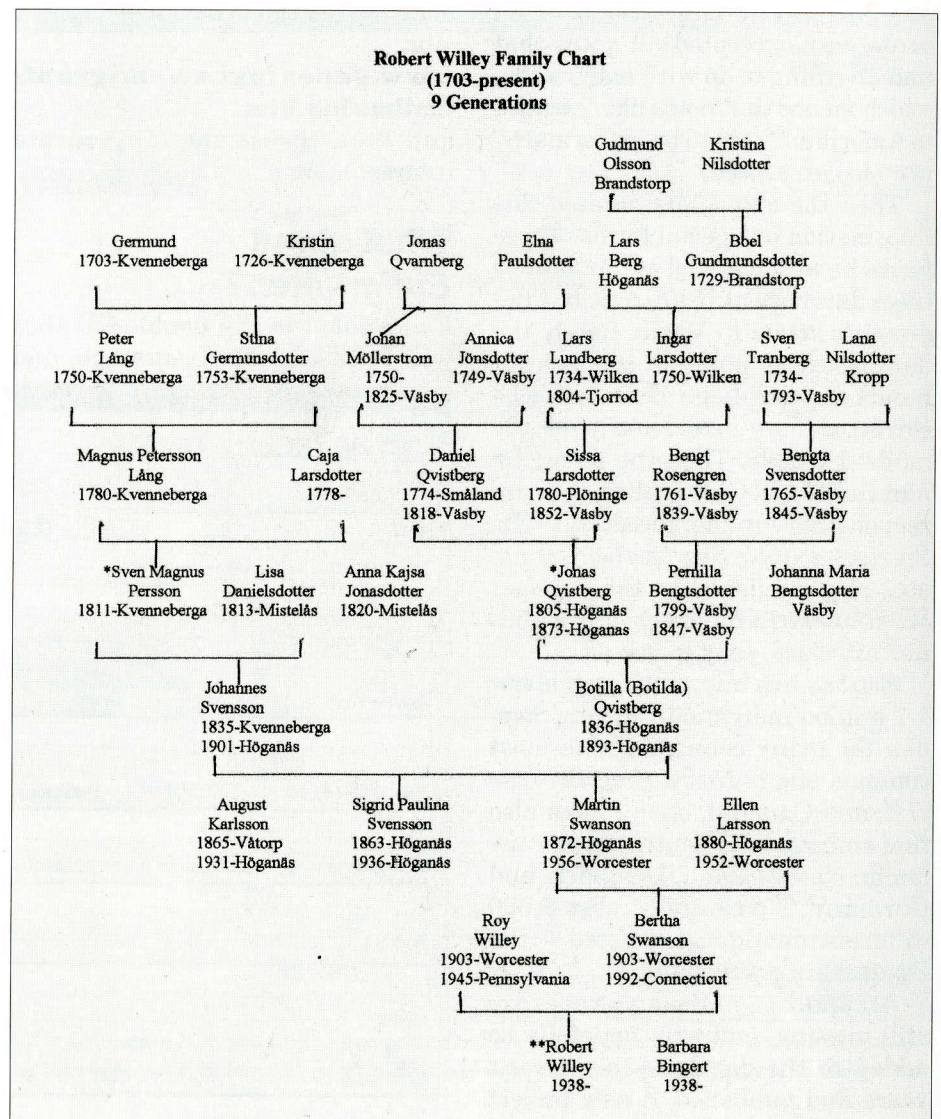 Robert Willey Family Chart
(1703-present)
9 Generations
Gudmund Kristina
Olsson Nilsdotter
Brandstorp
Germund Kristin Jonas Elna Lars Bbel
1703-Kvenneberga 1726-Kvenneberga Qvarnberg Paulsdotter Berg Gundmundsdotter
Höganäs 1729-Brandstorp
Peter Stina Johan Annica Lars Ingar Sven Lana
Lång Germunsdotter Möllerstrom Jönsdotter Lundberg Larsdotter Tranberg Nilsdotter
1750-Kvenneberga 1753-Kvenneberga 1750- 1749-Väsby 1734-Wilken 1750-Wilken 1734- Kropp
1825-Väsby 1804-Tjorrod 1793-Väsby
Magnus Petersson Caja Daniel Sissa Bengt Bengta
Lång Larsdotter Qvistberg Larsdotter Rosengren Svensdotter
1780-Kvenneberga 1778- 1774-Småland 1780-Plöninge 1761-Väsby 1765-Väsby
1818-Väsby 1852-Väsby 1839-Väsby 1845-Väsby
*Sven Magnus Lisa Anna Kajsa *Jonas Pernilla Johanna Maria
Persson Danielsdotter Jonasdotter Qvistberg Bengtsdotter Bengtsdotter
1811-Kvenneberga 1813-Mistelås 1820-Mistelås 1805-Höganäs 1799-Väsby Väsby
1873-Höganas 1847-Väsby
Johannes Botilla (Botilda)
Svensson Qvistberg
1835-Kvenneberga 1836-Höganäs
1901-Höganäs 1893-Höganäs
August Sigrid Paulina Martin Ellen
Karlsson Svensson Swanson Larsson
1865-Våtorp 1863-Höganäs 1872-Höganäs 1880-Höganäs
1931-Höganäs 1936-Höganäs 1956-Worcester 1952-Worcester
Roy Bertha
Willey Swanson
1903-Worcester 1903-Worcester
1945-Pennsylvania 1992-Connecticut
**Robert Barbara
Willey Bingert
1938- 1938-